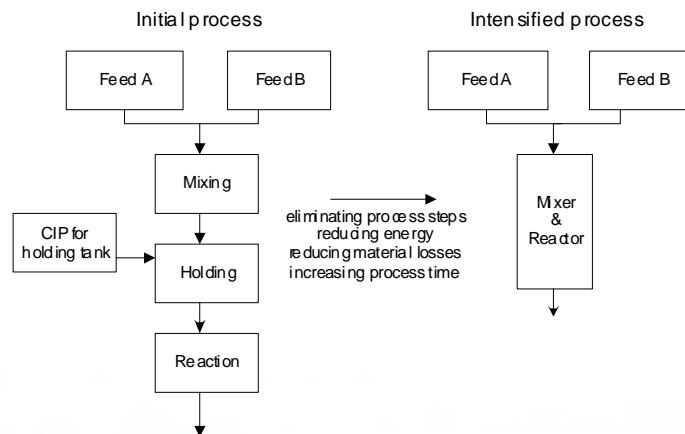 Initial process
Intensified process
Feed A
Feed B
Feed A
Feed B
Mixing
Mixer
&
Reactor
eliminating process steps
reducing energy
reducing material losses
increasing process time
CIP for
holding tank
Holding
Reaction